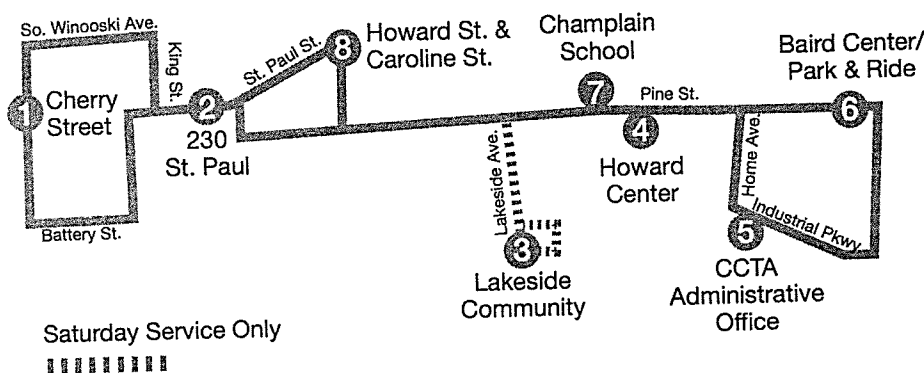 So. Winooski Ave.
King St.
1
Cherry
Street
Battery St.
2
230
St. Paul
St. Paul St.
8
Howard St. &
Caroline St.
Champlain
School
7
Pine St.
4
Howard
Center
Lakeside Ave.
3
Lakeside
Community
Baird Center/
Park & Ride
6
Home Ave.
Industrial Pkwy.
5
CCTA
Administrative
Office
Saturday Service Only